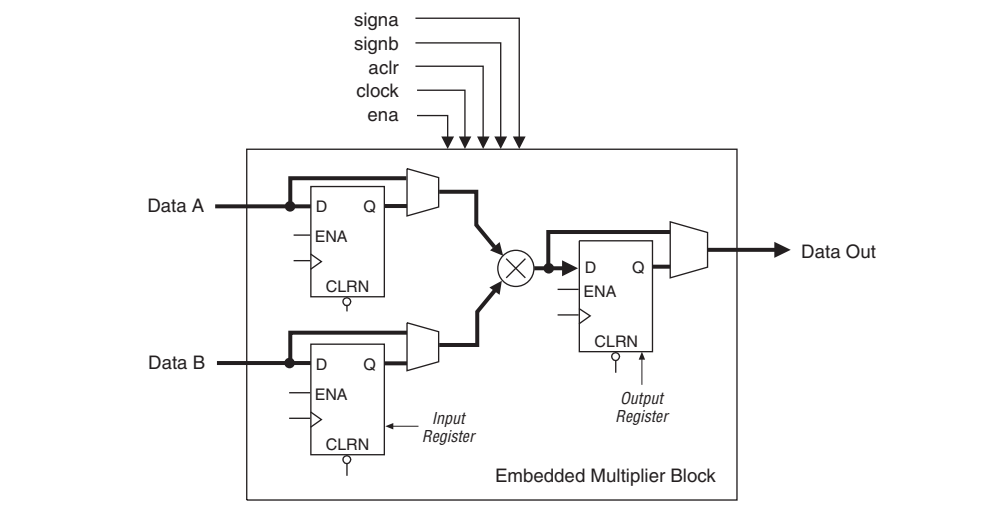 signa
signb
aclr
clock
ena
Data A
D Q
ENA
CLRN
Data Out
D Q
ENA
CLRN
Data B
D Q
ENA
CLRN
Input
Register
Output
Register
Embedded Multiplier Block